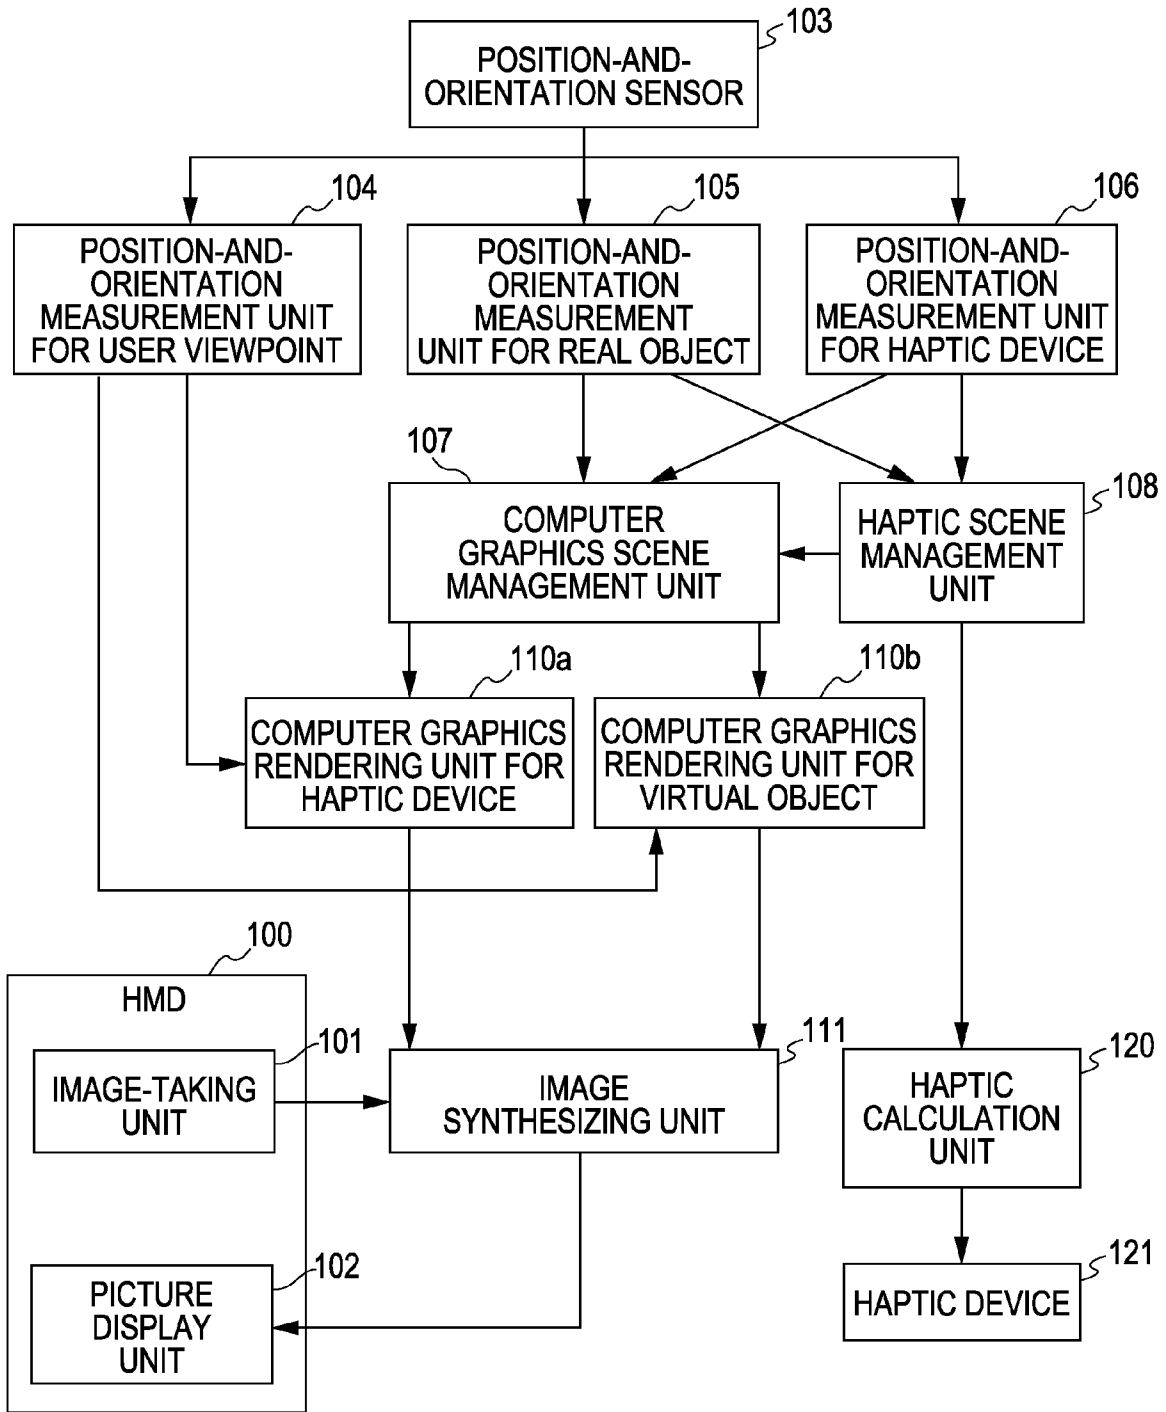 103
POSITION-AND-
ORIENTATION SENSOR
104
105
106
POSITION-AND-
ORIENTATION
MEASUREMENT UNIT
FOR USER VIEWPOINT
POSITION-AND-
ORIENTATION
MEASUREMENT
UNIT FOR REAL OBJECT
POSITION-AND-
ORIENTATION
MEASUREMENT UNIT
FOR HAPTIC DEVICE
107
108
COMPUTER
GRAPHICS SCENE
MANAGEMENT UNIT
HAPTIC SCENE
MANAGEMENT
UNIT
110a
110b
COMPUTER GRAPHICS
RENDERING UNIT FOR
HAPTIC DEVICE
COMPUTER GRAPHICS
RENDERING UNIT FOR
VIRTUAL OBJECT
100
HMD
101
IMAGE-TAKING
UNIT
111
IMAGE
SYNTHESIZING UNIT
120
HAPTIC
CALCULATION
UNIT
102
PICTURE
DISPLAY
UNIT
121
HAPTIC DEVICE